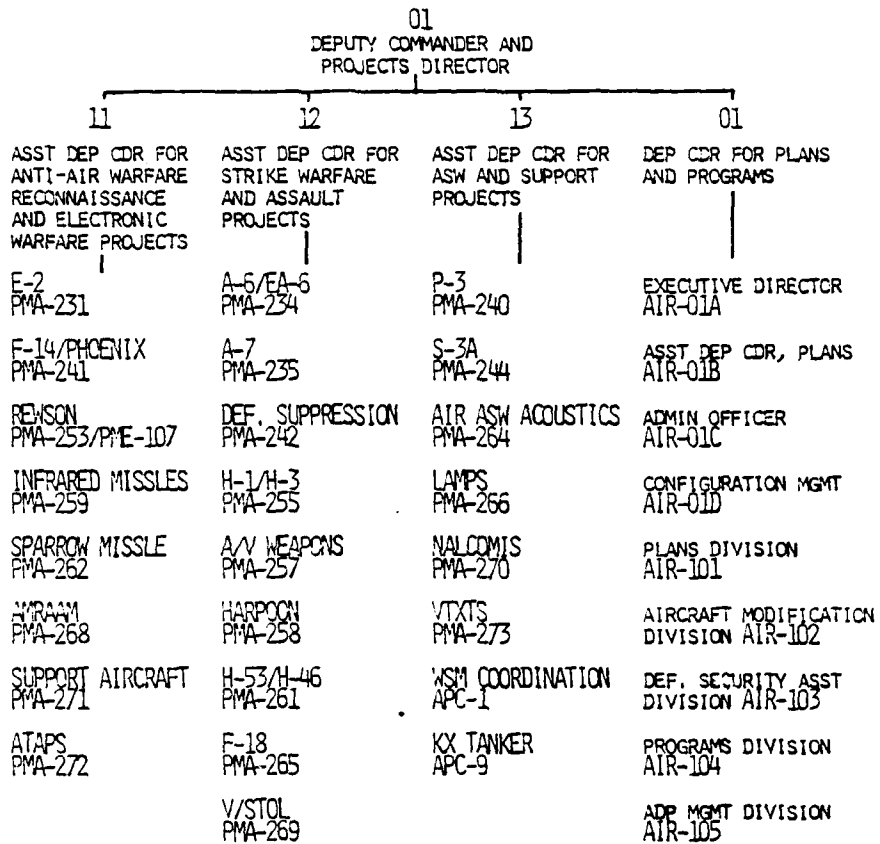 01
DEPUTY COMMANDER AND
PROJECTS DIRECTOR
11
ASST DEP CDR FOR
ANTI-AIR WARFARE
RECONNAISSANCE
AND ELECTRONIC
WARFARE PROJECTS
E-2
PMA-231
F-14/PHOENIX
PMA-241
REWSON
PMA-253/PME-107
INFRARED MISSLES
PMA-259
SPARROW MISSLE
PMA-262
AMRAAM
PMA-268
SUPPORT AIRCRAFT
PMA-271
ATAPS
PMA-272
12
ASST DEP CDR FOR
STRIKE WARFARE
AND ASSAULT
PROJECTS
A-6/EA-6
PMA-234
A-7
PMA-235
DEF. SUPPRESSION
PMA-242
H-1/H-3
PMA-255
A/V WEAPONS
PMA-257
HARPOON
PMA-258
H-53/H-46
PMA-261
F-18
PMA-265
V/STOL
PMA-269
13
ASST DEP CDR FOR
ASW AND SUPPORT
PROJECTS
P-3
PMA-240
S-3A
PMA-244
AIR ASW ACOUSTICS
PMA-264
LAMPS
PMA-266
NALCOMIS
PMA-270
VTXTS
PMA-273
WSM COORDINATION
APC-1
KX TANKER
APC-9
01
DEP CDR FOR PLANS
AND PROGRAMS
EXECUTIVE DIRECTOR
AIR-01A
ASST DEP CDR, PLANS
AIR-01B
ADMIN OFFICER
AIR-01C
CONFIGURATION MGMT
AIR-01D
PLANS DIVISION
AIR-101
AIRCRAFT MODIFICATION
DIVISION AIR-102
DEF. SECURITY ASST
DIVISION AIR-103
PROGRAMS DIVISION
AIR-104
ADP MGMT DIVISION
AIR-105